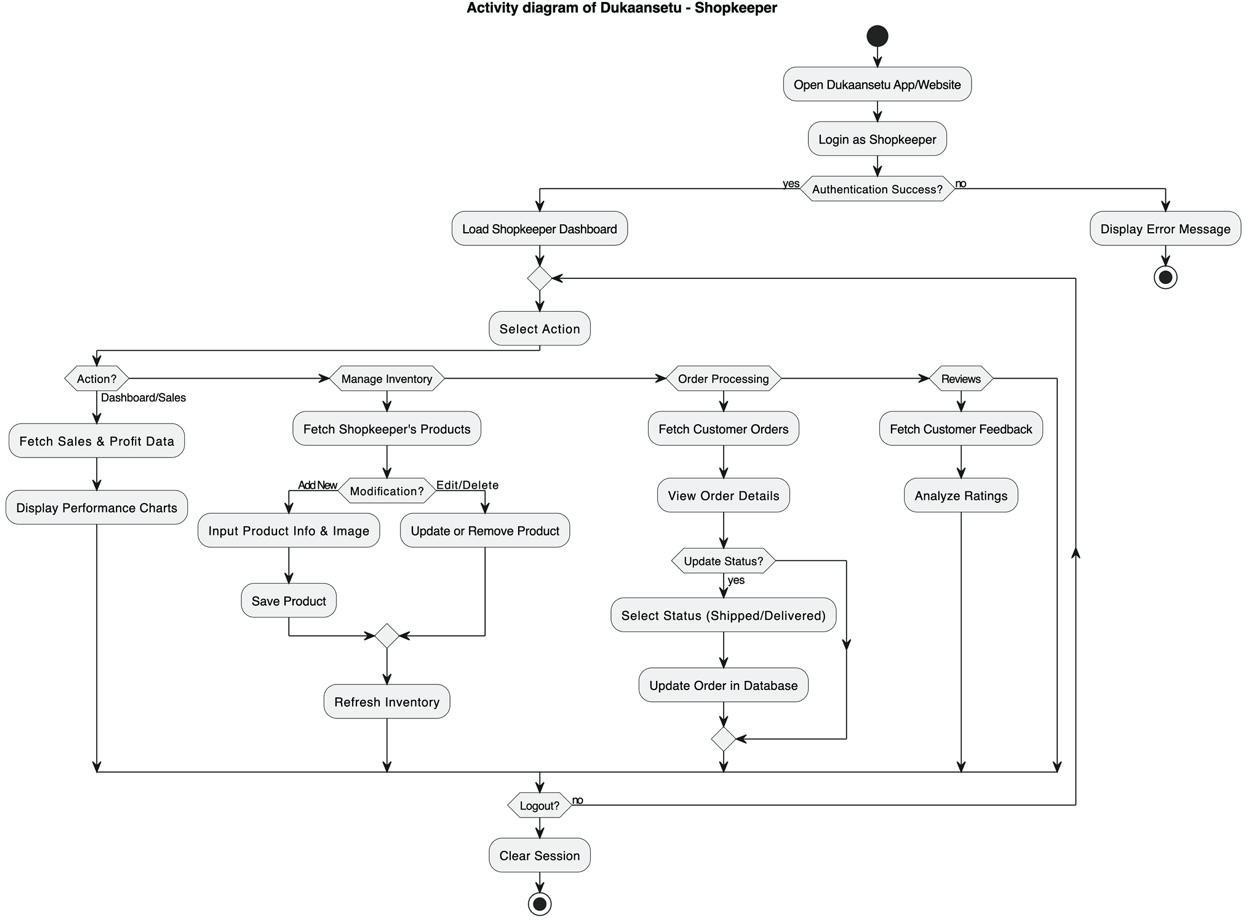 Activity diagram of Dukaansetu - Shopkeeper
Open Dukaansetu App/Website
Login as Shopkeeper
yes
Authentication Success?
no
Load Shopkeeper Dashboard
Display Error Message
Select Action
Action?
Manage Inventory
Order Processing
Reviews
Dashboard/Sales
Fetch Sales & Profit Data
Fetch Shopkeeper's Products
Fetch Customer Orders
Fetch Customer Feedback
Add New
Modification?
Edit/Delete
Display Performance Charts
View Order Details
Analyze Ratings
Input Product Info & Image
Update or Remove Product
Update Status?
yes
Save Product
Select Status (Shipped/Delivered)
Refresh Inventory
Update Order in Database
Logout?
no
Clear Session